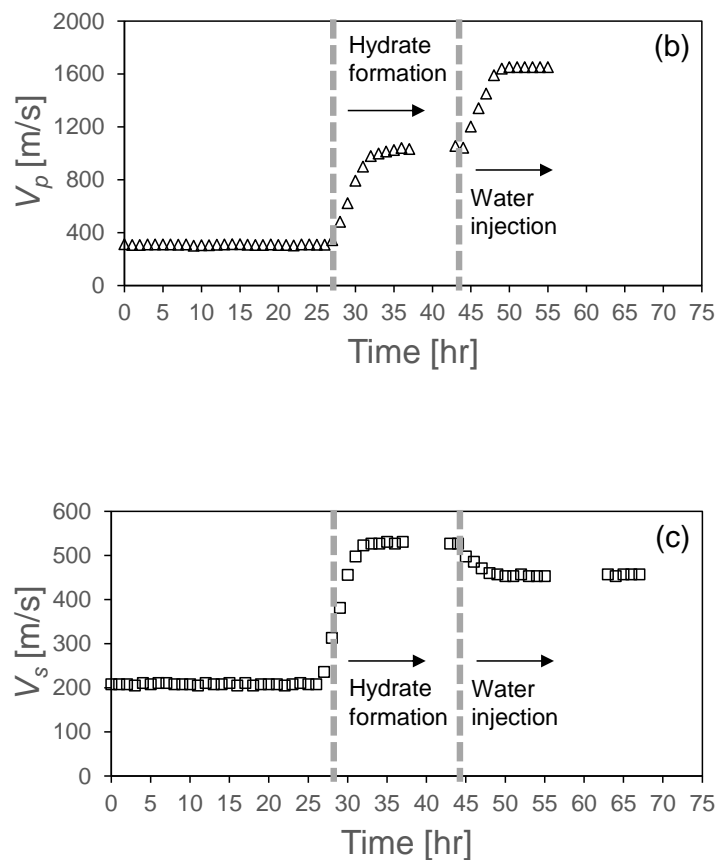 (b)
2000
1600
1200
800
400
0
V_p [m/s]
Hydrate
formation
Water
injection
0 5 10 15 20 25 30 35 40 45 50 55 60 65 70 75
Time [hr]
(c)
600
500
400
300
200
100
0
V_s [m/s]
Hydrate
formation
Water
injection
0 5 10 15 20 25 30 35 40 45 50 55 60 65 70 75
Time [hr]